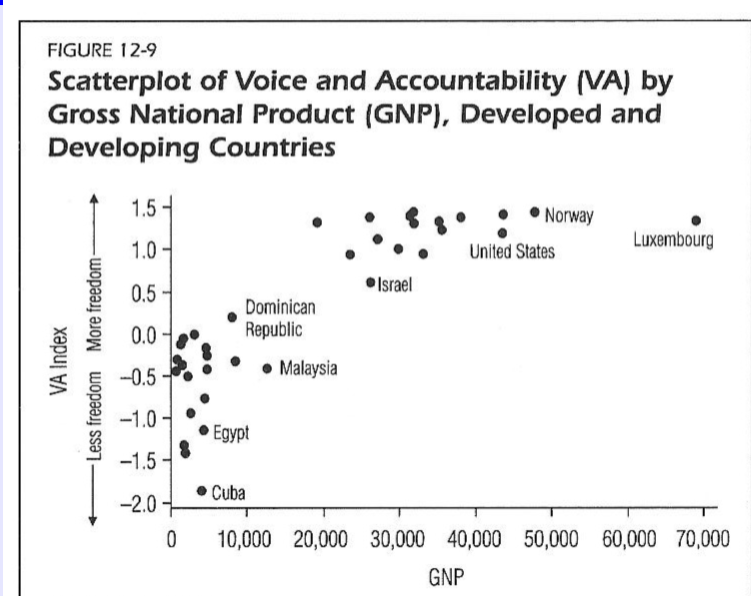 FIGURE 12-9
Scatterplot of Voice and Accountability (VA) by
Gross National Product (GNP), Developed and
Developing Countries
VA Index
Less freedom
More freedom
1.5
1.0
0.5
0.0
−0.5
−1.0
−1.5
−2.0
Norway
United States
Luxembourg
Israel
Dominican
Republic
Malaysia
Egypt
Cuba
0 10,000 20,000 30,000 40,000 50,000 60,000 70,000
GNP